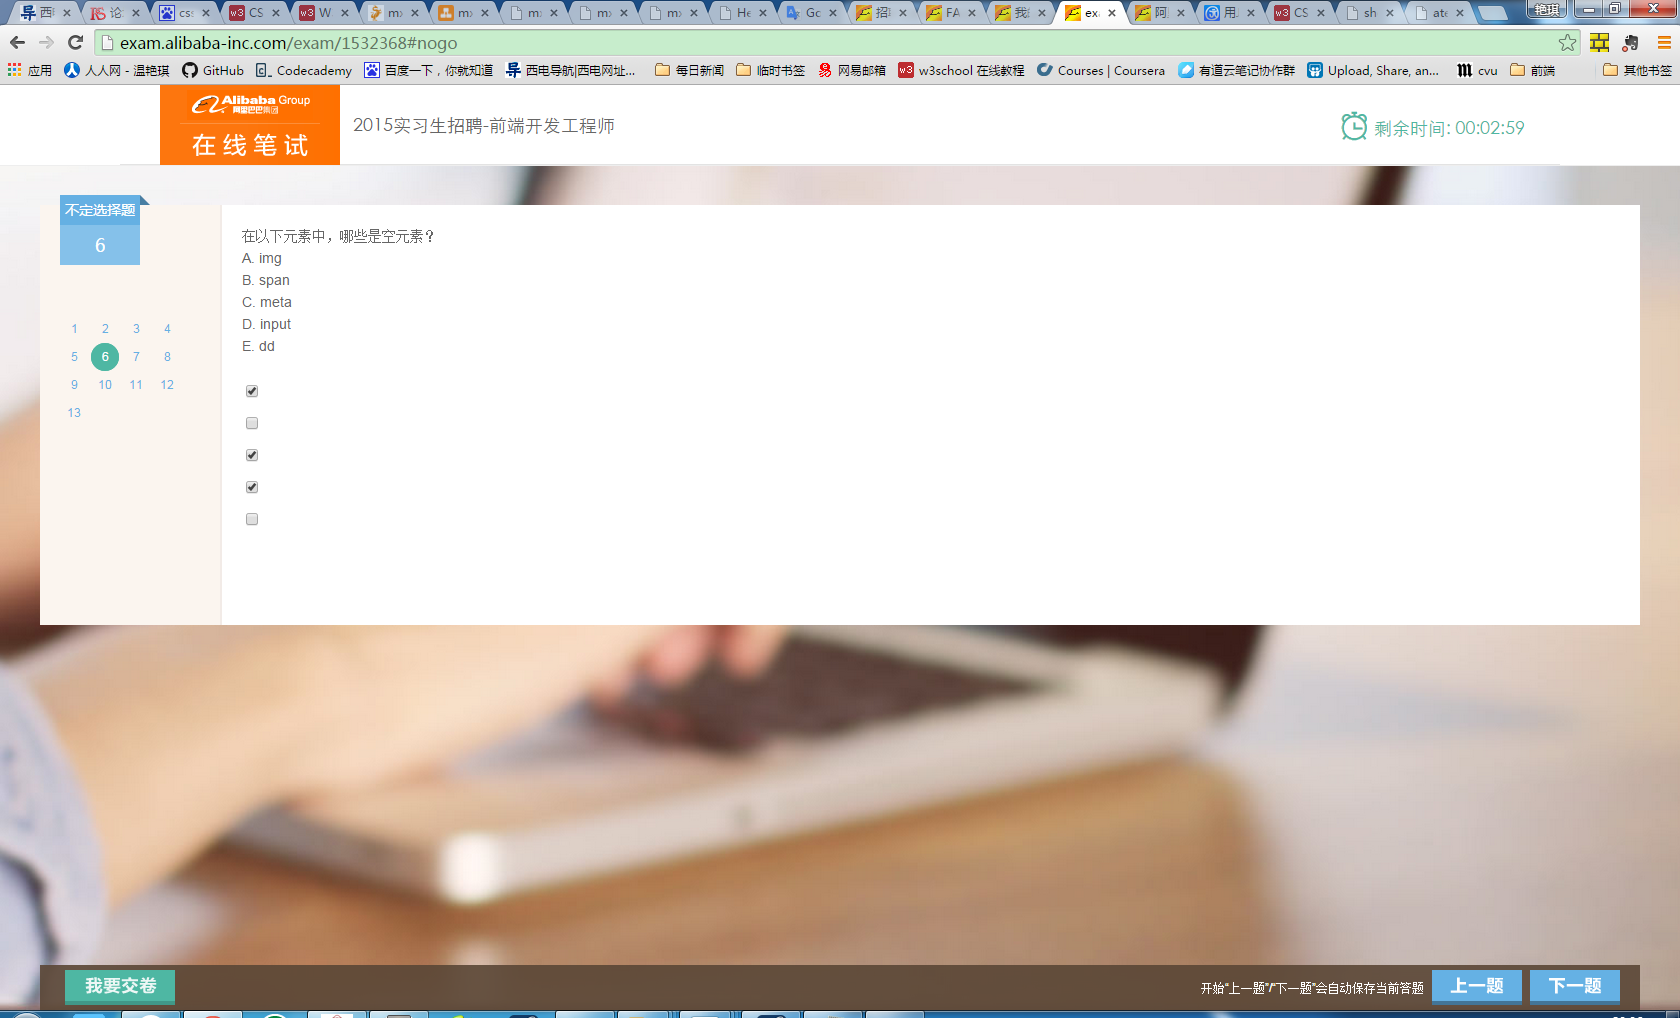 西 论 css CS W mx mx m: m: m: He Gc 招 FA 我 ex 阿 用 CS sh ate 艳琪
exam.alibaba-inc.com/exam/1532368#nogo
应用 人人网 - 温艳琪 GitHub Codecademy 百度一下，你就知道 西电导航|西电网址... 每日新闻 临时书签 网易邮箱 w3school 在线教程 Courses | Coursera 有道云笔记协作群 Upload, Share, an... cvu 前端 其他书签
Alibaba Group
阿里巴巴集团
在线笔试
2015实习生招聘-前端开发工程师
剩余时间: 00:02:59
不定选择题
6
1 2 3 4
5 6 7 8
9 10 11 12
13
在以下元素中，哪些是空元素？
A. img
B. span
C. meta
D. input
E. dd
我要交卷
开始“上一题”/“下一题”会自动保存当前答题
上一题
下一题